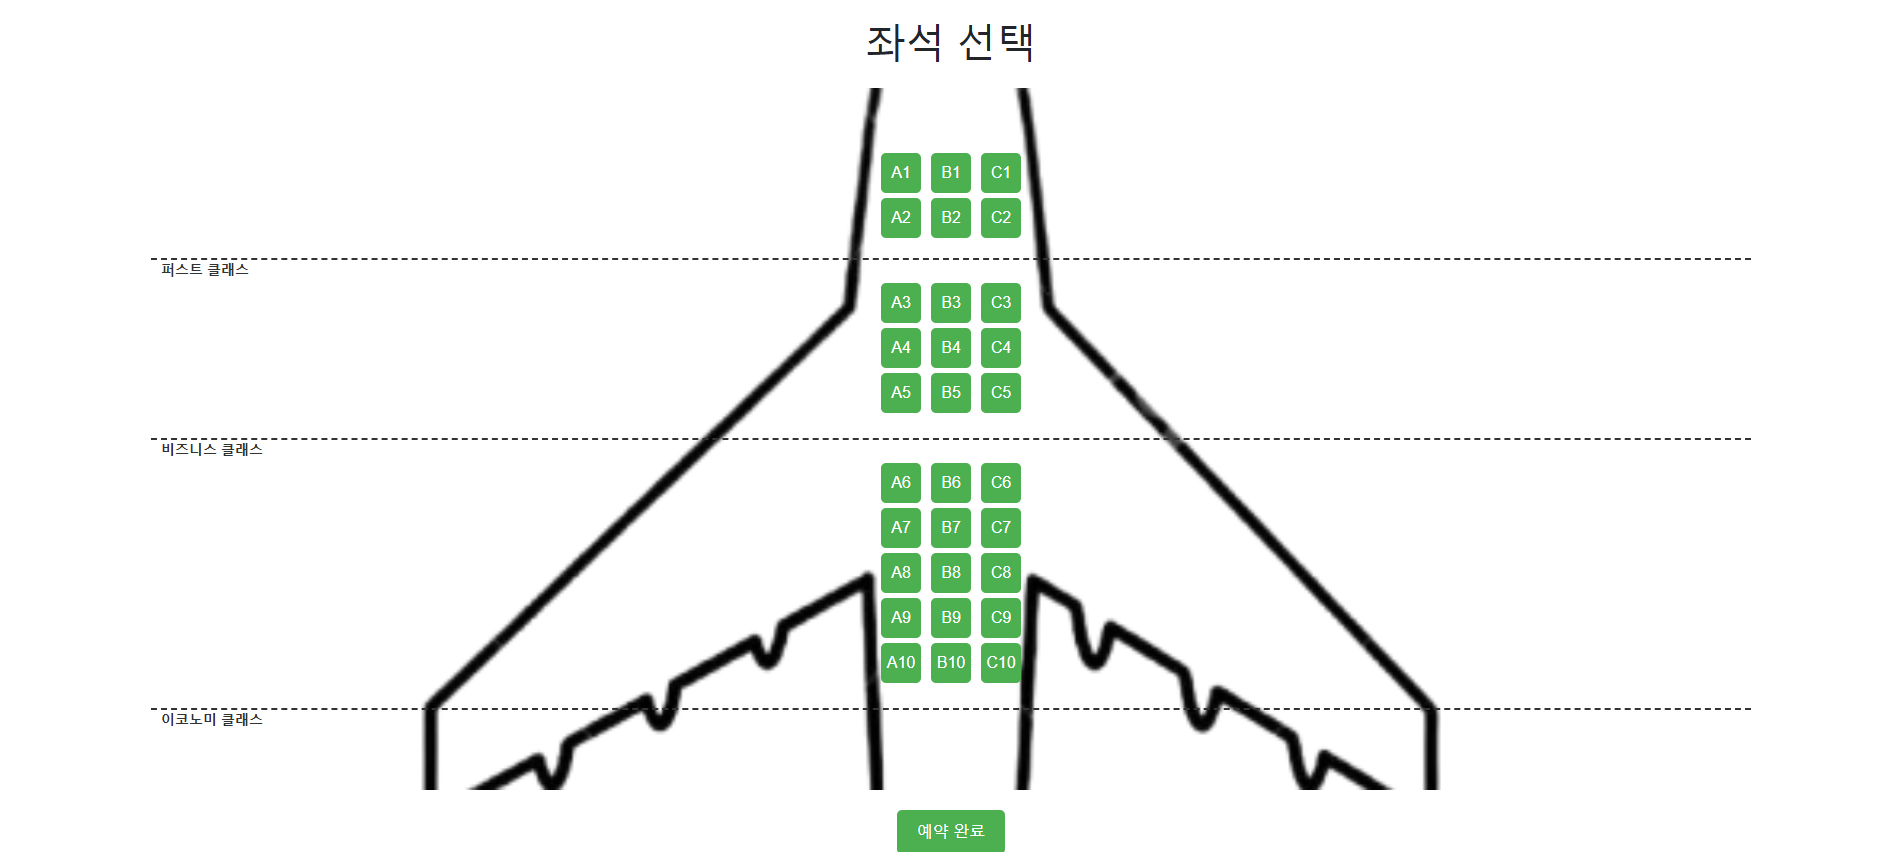 좌석 선택
A1 B1 C1
A2 B2 C2
퍼스트 클래스
A3 B3 C3
A4 B4 C4
A5 B5 C5
비즈니스 클래스
A6 B6 C6
A7 B7 C7
A8 B8 C8
A9 B9 C9
A10 B10 C10
이코노미 클래스
예약 완료